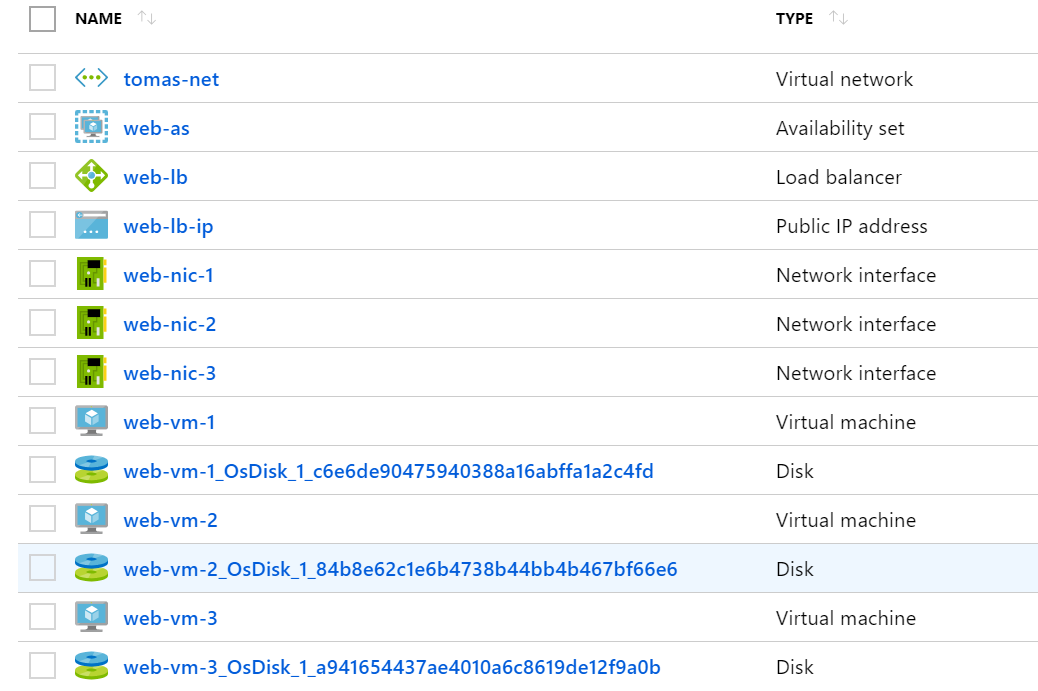 NAME TYPE
tomas-net Virtual network
web-as Availability set
web-lb Load balancer
web-lb-ip Public IP address
web-nic-1 Network interface
web-nic-2 Network interface
web-nic-3 Network interface
web-vm-1 Virtual machine
web-vm-1_OsDisk_1_c6e6de90475940388a16abffa1a2c4fd Disk
web-vm-2 Virtual machine
web-vm-2_OsDisk_1_84b8e62c1e6b4738b44bb4b467bf66e6 Disk
web-vm-3 Virtual machine
web-vm-3_OsDisk_1_a941654437ae4010a6c8619de12f9a0b Disk